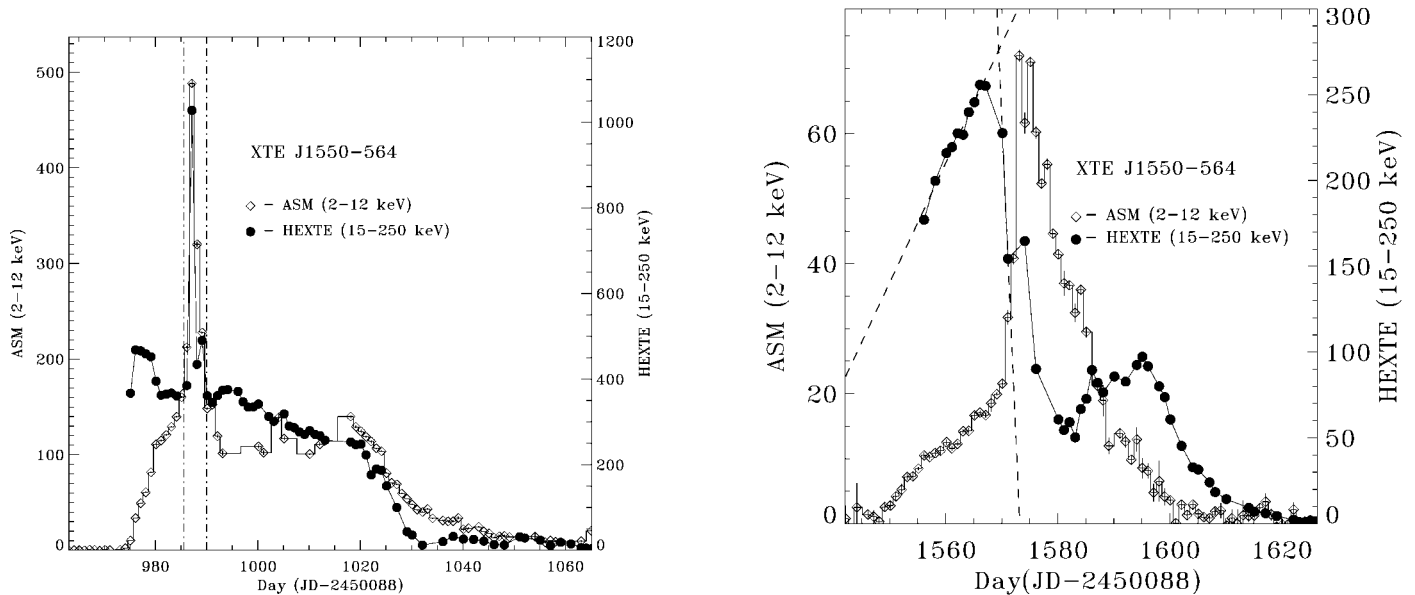 500
400
300
200
100
0
ASM (2-12 keV)
1200
1000
800
600
400
200
0
HEXTE (15-250 keV)
XTE J1550-564
◇ - ASM (2-12 keV)
● - HEXTE (15-250 keV)
980
1000
1020
1040
1060
Day (JD-2450088)
60
40
20
0
ASM (2-12 keV)
300
250
200
150
100
50
0
HEXTE (15-250 keV)
XTE J1550-564
◇ - ASM (2-12 keV)
● - HEXTE (15-250 keV)
1560
1580
1600
1620
Day(JD-2450088)